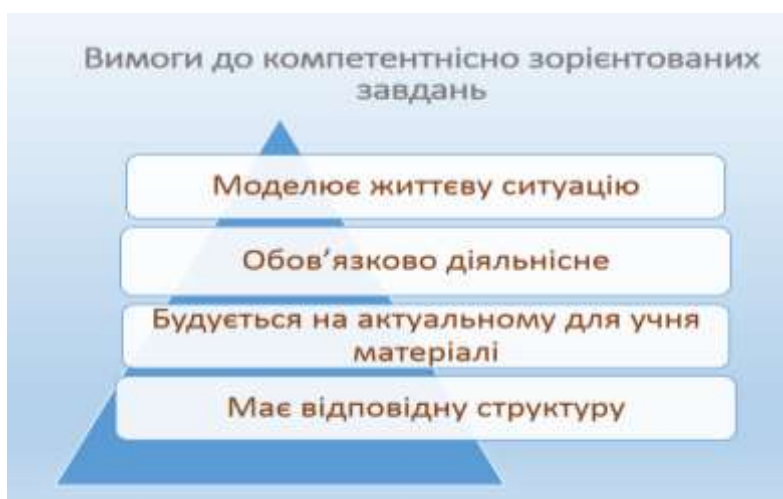 Вимоги до компетентнісно зорієнтованих
завдань
Моделює життєву ситуацію
Обов’язково діяльнісне
Будується на актуальному для учня
матеріалі
Має відповідну структуру